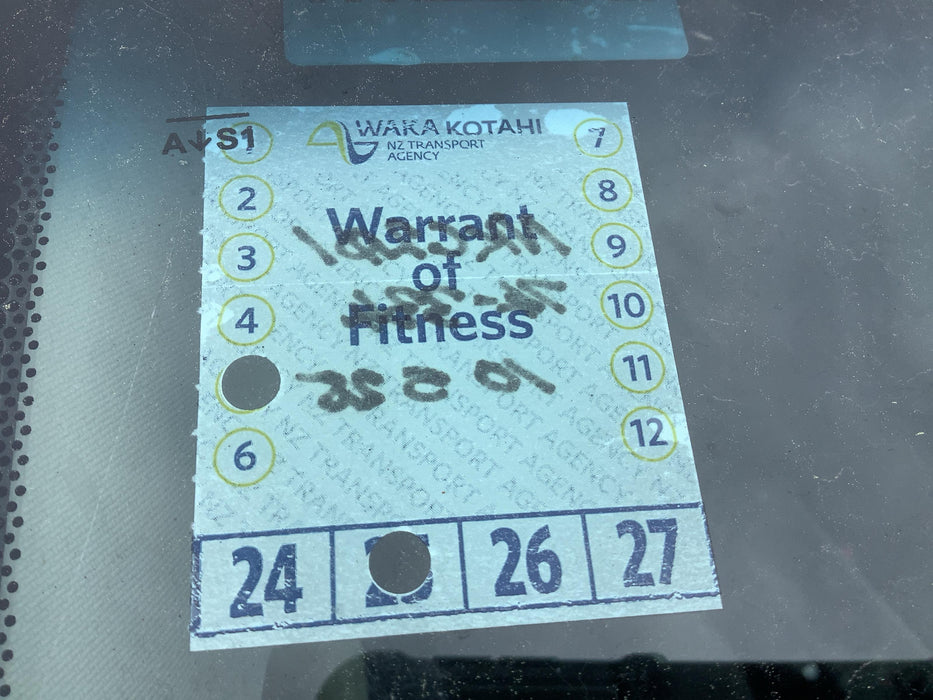 A↓S1
WAKA KOTAHI
NZ TRANSPORT
AGENCY
1
7
2
8
Warrant
3
9
of
4
10
Fitness
11
6
12
24
25
26
27